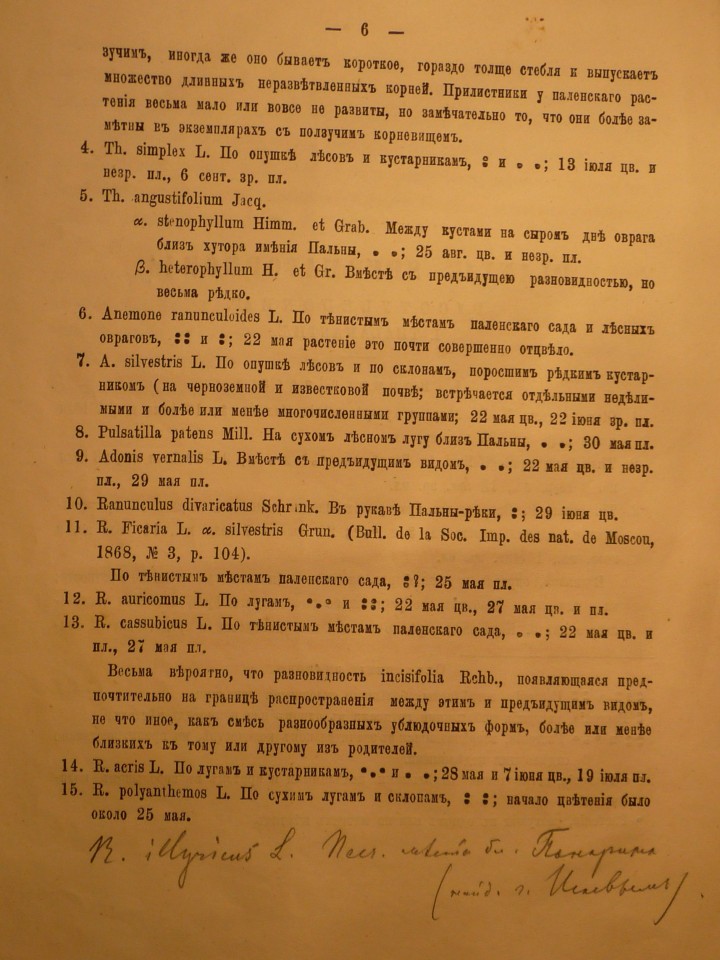 — 6 —
зучимъ, иногда же оно бываетъ короткое, гораздо толще стебля и выпускаетъ
множество длинныхъ неразвѣтвленныхъ корней. Прилистники у паленскаго рас-
тенія весьма мало или вовсе не развиты, но замѣчательно то, что они болѣе за-
мѣтны въ экземплярахъ съ ползучимъ корневищемъ.
4. Th. simplex L. По опушкѣ лѣсовъ и кустарникамъ, ⚬ и ⚬ •; 13 іюля цв. и
незр. пл., 6 сент. зр. пл.
5. Th. angustifolium Jacq.
α. stenophyllum Himm. et Grab. Между кустами на сыромъ днѣ оврага
близъ хутора имѣнія Пальны, • •; 25 авг. цв. и незр. пл.
β. heterophyllum H. et Gr. Вмѣстѣ съ предъидущею разновидностью, но
весьма рѣдко.
6. Anemone ranunculoides L. По тѣнистымъ мѣстамъ паленскаго сада и лѣсныхъ
овраговъ, :: и :; 22 мая растеніе это почти совершенно отцвѣло.
7. A. silvestris L. По опушкѣ лѣсовъ и по склонамъ, поросшимъ рѣдкимъ кустар-
никомъ (на черноземной и известковой почвѣ; встрѣчается отдѣльными недѣли-
мыми и болѣе или менѣе многочисленными группами; 22 мая цв., 22 іюня зр. пл.
8. Pulsatilla patens Mill. На сухомъ лѣсномъ лугу близъ Пальны, • •; 30 мая пл.
9. Adonis vernalis L. Вмѣстѣ съ предъидущимъ видомъ, • •; 22 мая цв. и незр.
пл., 29 мая пл.
10. Ranunculus divaricatus Schrank. Въ рукавѣ Пальны-рѣки, :; 29 іюня цв.
11. R. Ficaria L. α. silvestris Grun. (Bull. de la Soc. Imp. des nat. de Moscou,
1868, № 3, p. 104).
По тѣнистымъ мѣстамъ паленскаго сада, :?; 25 мая пл.
12. R. auricomus L. По лугамъ, •.• и ::; 22 мая цв., 27 мая цв. и пл.
13. R. cassubicus L. По тѣнистымъ мѣстамъ паленскаго сада, • •; 22 мая цв. и
пл., 27 мая пл.
Весьма вѣроятно, что разновидность incisifolia Rchb., появляющаяся пред-
почтительно на границѣ распространенія между этимъ и предъидущимъ видомъ,
не что иное, какъ смѣсь разнообразныхъ ублюдочныхъ формъ, болѣе или менѣе
близкихъ къ тому или другому изъ родителей.
14. R. acris L. По лугамъ и кустарникамъ, •.• и • •; 28 мая и 7 іюня цв., 19 іюля пл.
15. R. polyanthemos L. По сухимъ лугамъ и склонамъ, : :; начало цвѣтенія было
около 25 мая.
R. illyricus L.